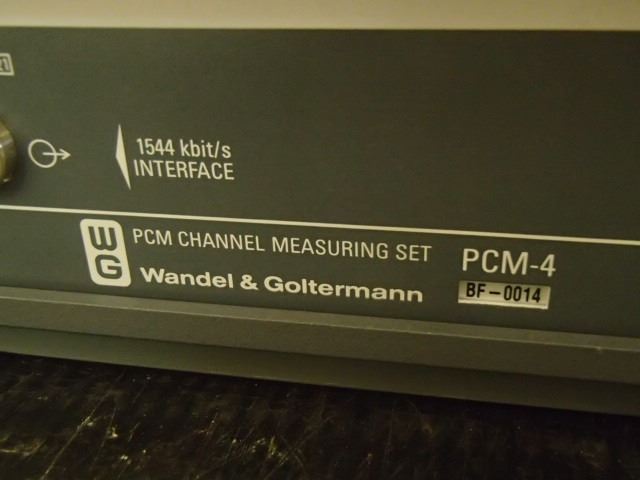 1544 kbit/s
INTERFACE
WG
PCM CHANNEL MEASURING SET PCM-4
Wandel & Goltermann BF-0014